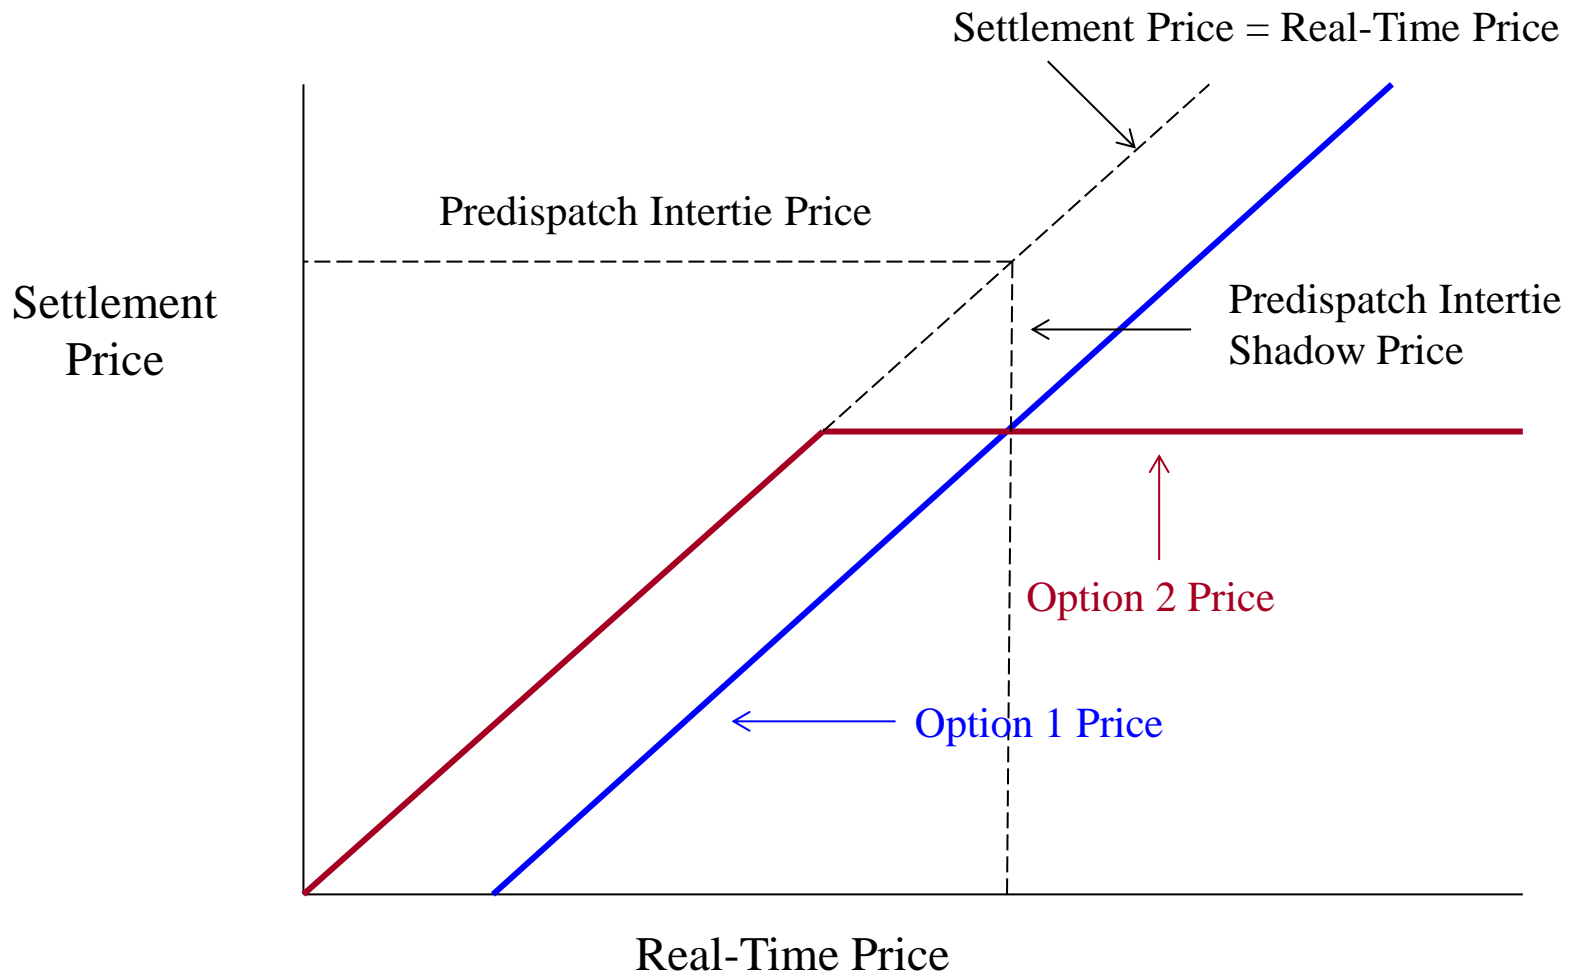 Settlement Price = Real-Time Price
Predispatch Intertie Price
Settlement
Price
Predispatch Intertie
Shadow Price
Option 2 Price
Option 1 Price
Real-Time Price